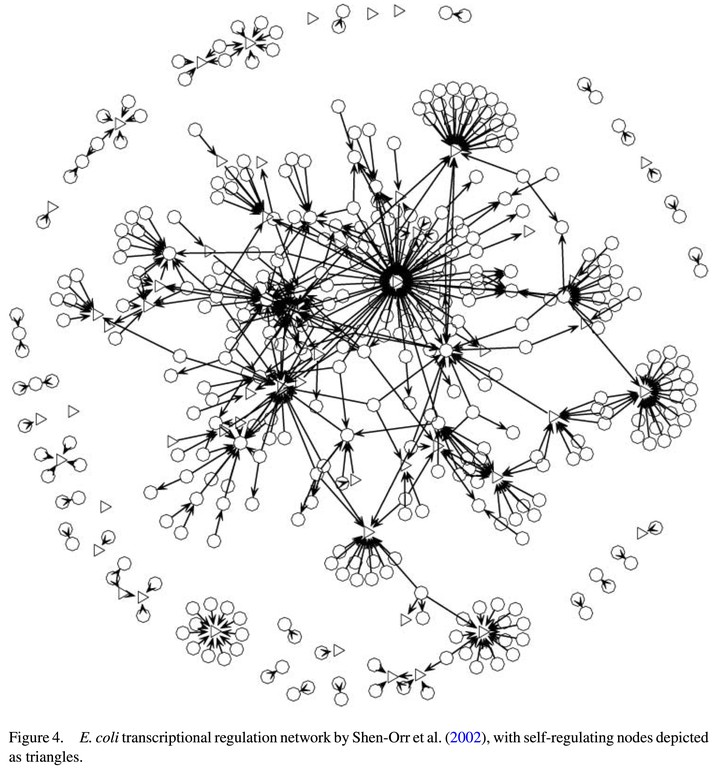 Figure 4. E. coli transcriptional regulation network by Shen-Orr et al. (2002), with self-regulating nodes depicted
as triangles.